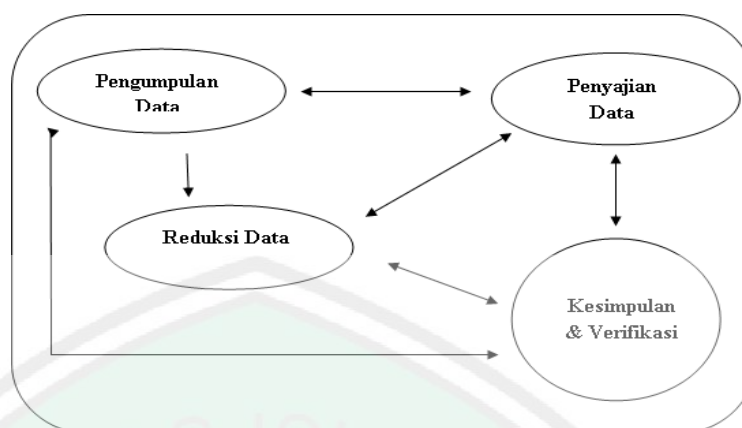 Pengumpulan
Data
Penyajian
Data
Reduksi Data
Kesimpulan
& Verifikasi